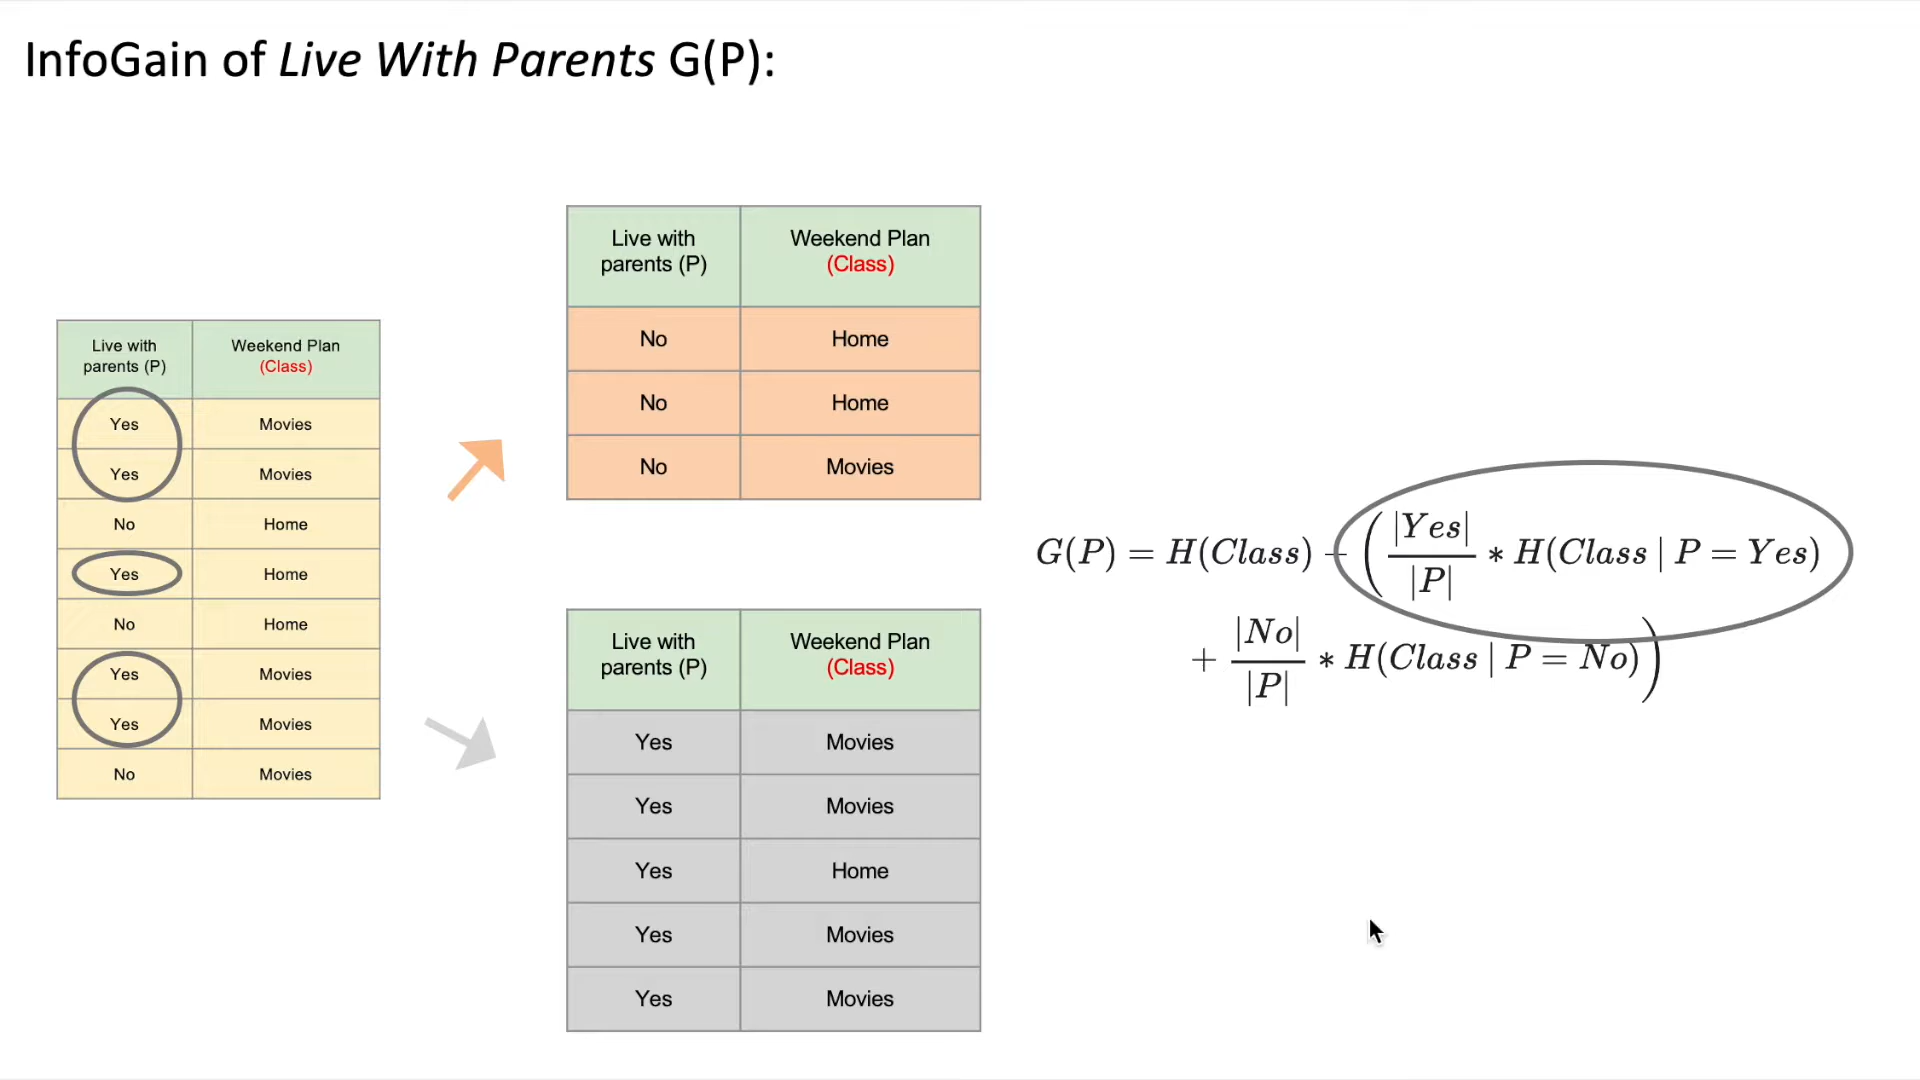 InfoGain of Live With Parents G(P):
Live with parents (P) Weekend Plan (Class)
Yes Movies
Yes Movies
No Home
Yes Home
No Home
Yes Movies
Yes Movies
No Movies
Live with parents (P) Weekend Plan (Class)
No Home
No Home
No Movies
Live with parents (P) Weekend Plan (Class)
Yes Movies
Yes Movies
Yes Home
Yes Movies
Yes Movies
G(P) = H(Class) − ( |Yes| / |P| * H(Class | P = Yes)
+ |No| / |P| * H(Class | P = No) )